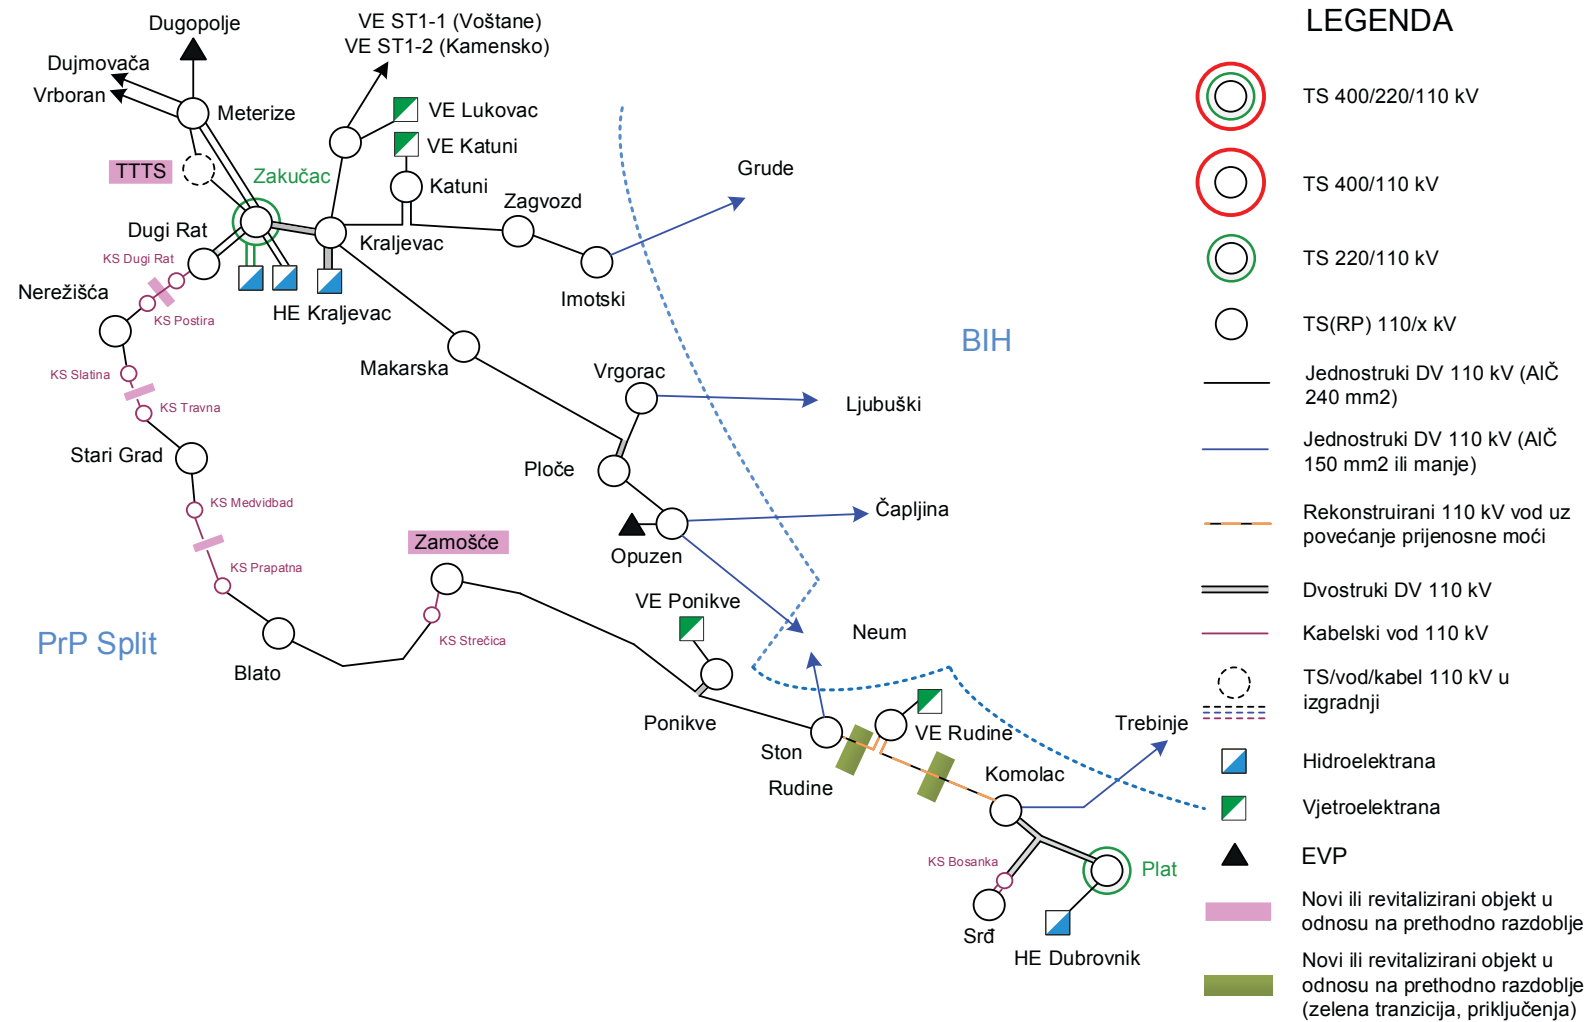 Dugopolje
VE ST1-1 (Voštane)
VE ST1-2 (Kamensko)
Dujmovača
Vrboran
Meterize
VE Lukovac
VE Katuni
TTTS
Zakučac
Katuni
Zagvozd
Grude
Dugi Rat
Kraljevac
KS Dugi Rat
Nerežišća
KS Postira
HE Kraljevac
Imotski
BIH
Makarska
Vrgorac
KS Slatina
KS Travna
Ljubuški
Stari Grad
Ploče
KS Medvidbad
Čapljina
Zamošće
Opuzen
KS Prapatna
VE Ponikve
Neum
PrP Split
KS Strečica
Blato
Ponikve
Ston
VE Rudine
Trebinje
Rudine
Komolac
KS Bosanka
Plat
Srđ
HE Dubrovnik
LEGENDA
TS 400/220/110 kV
TS 400/110 kV
TS 220/110 kV
TS(RP) 110/x kV
Jednostruki DV 110 kV (AlČ
240 mm2)
Jednostruki DV 110 kV (AlČ
150 mm2 ili manje)
Rekonstruirani 110 kV vod uz
povećanje prijenosne moći
Dvostruki DV 110 kV
Kabelski vod 110 kV
TS/vod/kabel 110 kV u
izgradnji
Hidroelektrana
Vjetroelektrana
EVP
Novi ili revitalizirani objekt u
odnosu na prethodno razdoblje
Novi ili revitalizirani objekt u
odnosu na prethodno razdoblje
(zelena tranzicija, priključenja)